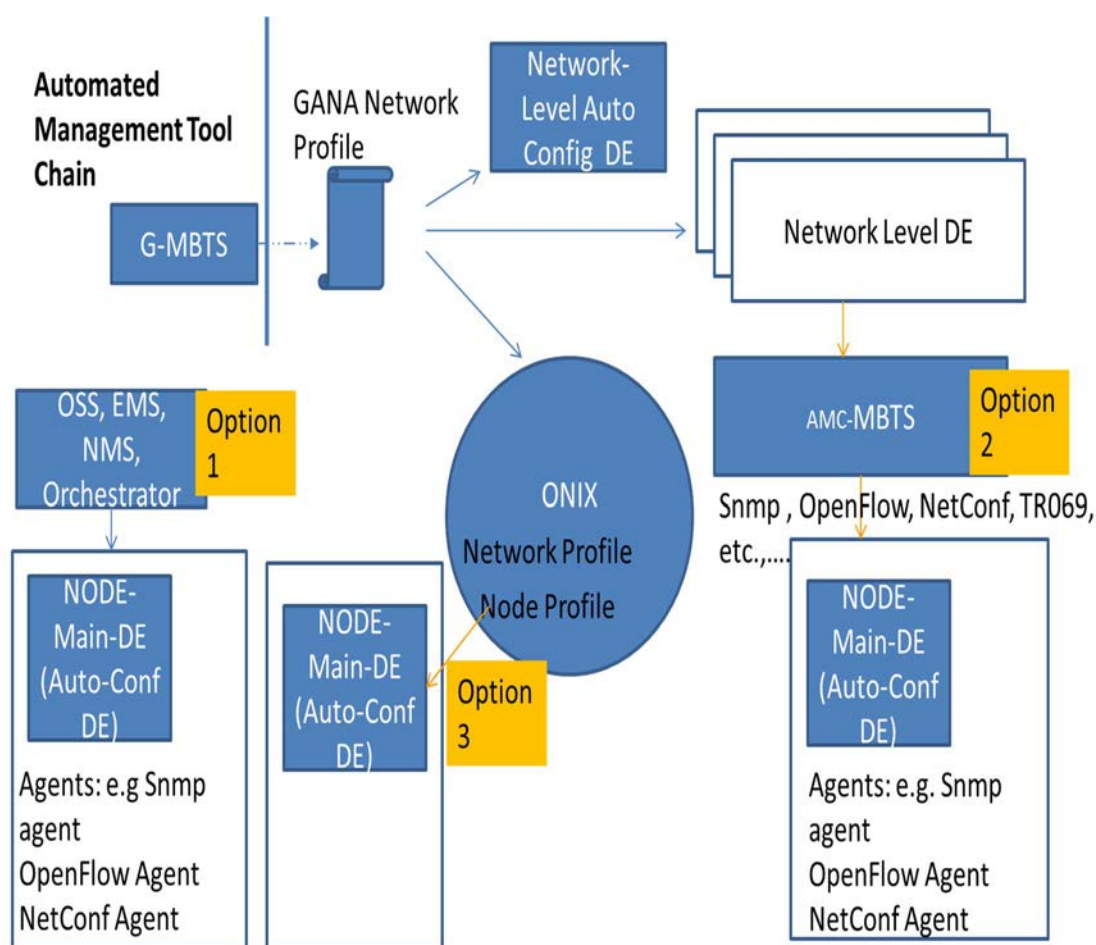 Automated
Management Tool
Chain
G-MBTS
GANA Network
Profile
Network-
Level Auto
Config DE
Network Level DE
OSS, EMS,
NMS,
Orchestrator
Option
1
ONIX
Network Profile
Node Profile
AMC-MBTS
Option
2
Snmp , OpenFlow, NetConf, TR069,
etc.,....
NODE-
Main-DE
(Auto-Conf
DE)
Agents: e.g Snmp
agent
OpenFlow Agent
NetConf Agent
NODE-
Main-DE
(Auto-Conf
DE)
Option
3
NODE-
Main-DE
(Auto-Conf
DE)
Agents: e.g. Snmp
agent
OpenFlow Agent
NetConf Agent